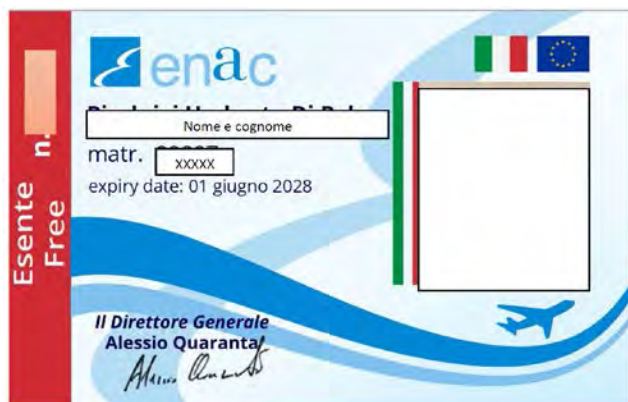 Esente n.
Free
enac
Nome e cognome
matr.
xxxxx
expiry date: 01 giugno 2028
Il Direttore Generale
Alessio Quaranta